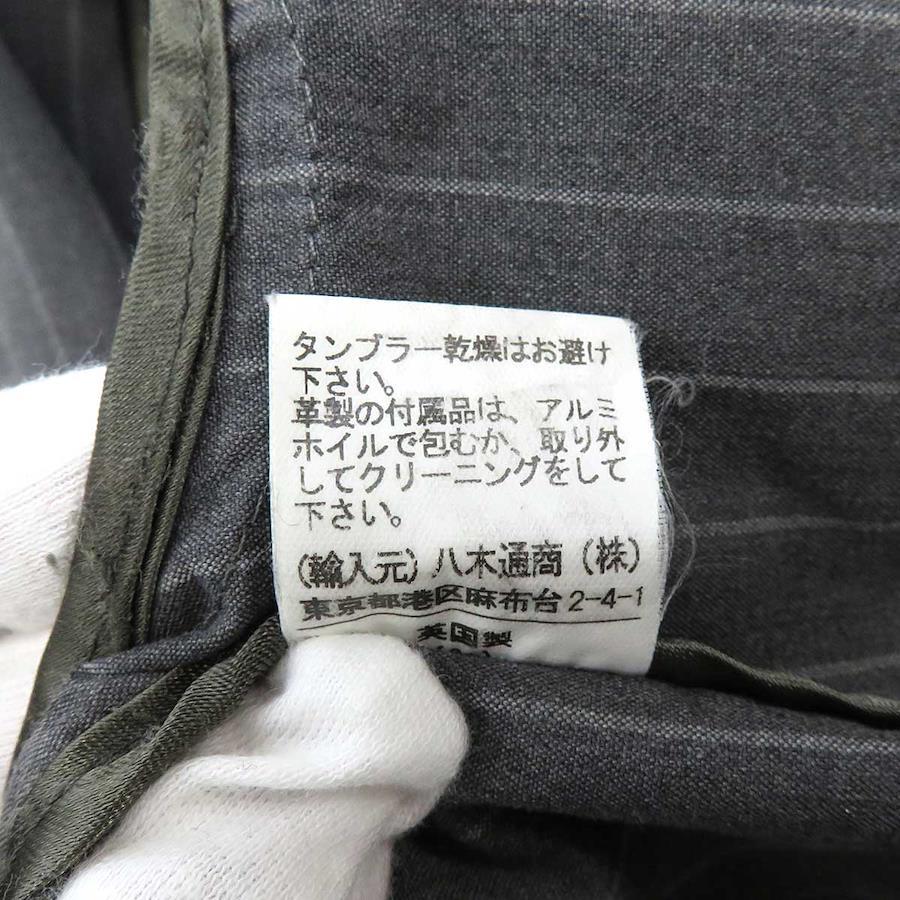 タンブラー乾燥はお避け
下さい。
革製の付属品は、アルミ
ホイルで包むか、取り外
してクリーニングをして
下さい。
(輸入元) 八木通商 (株)
東京都港区麻布台2-4-1
英国製